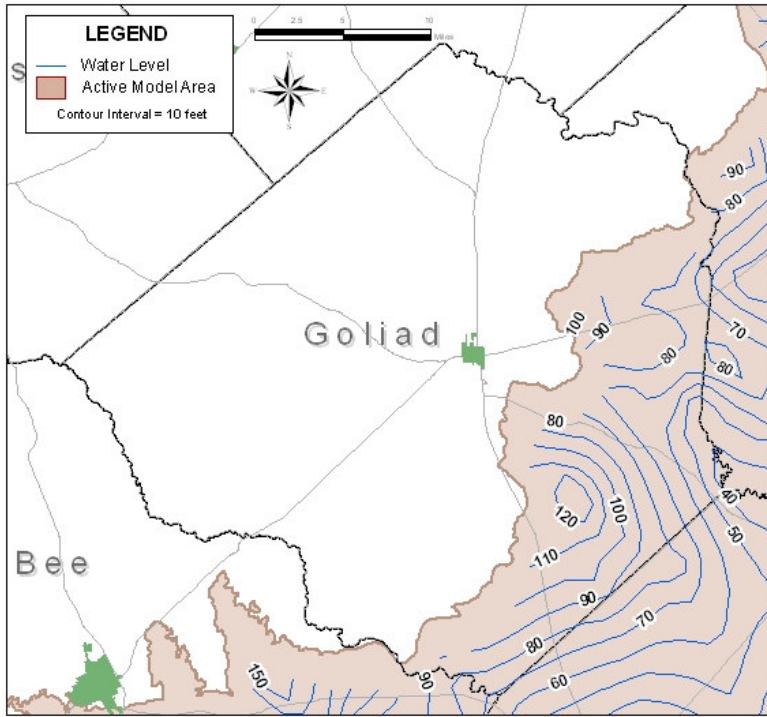 LEGEND
Water Level
Active Model Area
Contour Interval = 10 feet
0 2.5 5 10
Miles
N
W E
S
S
Goliad
Bee
90
80
100
90
70
80
80
80
40
100
120
50
110
90
70
80
90
60
150